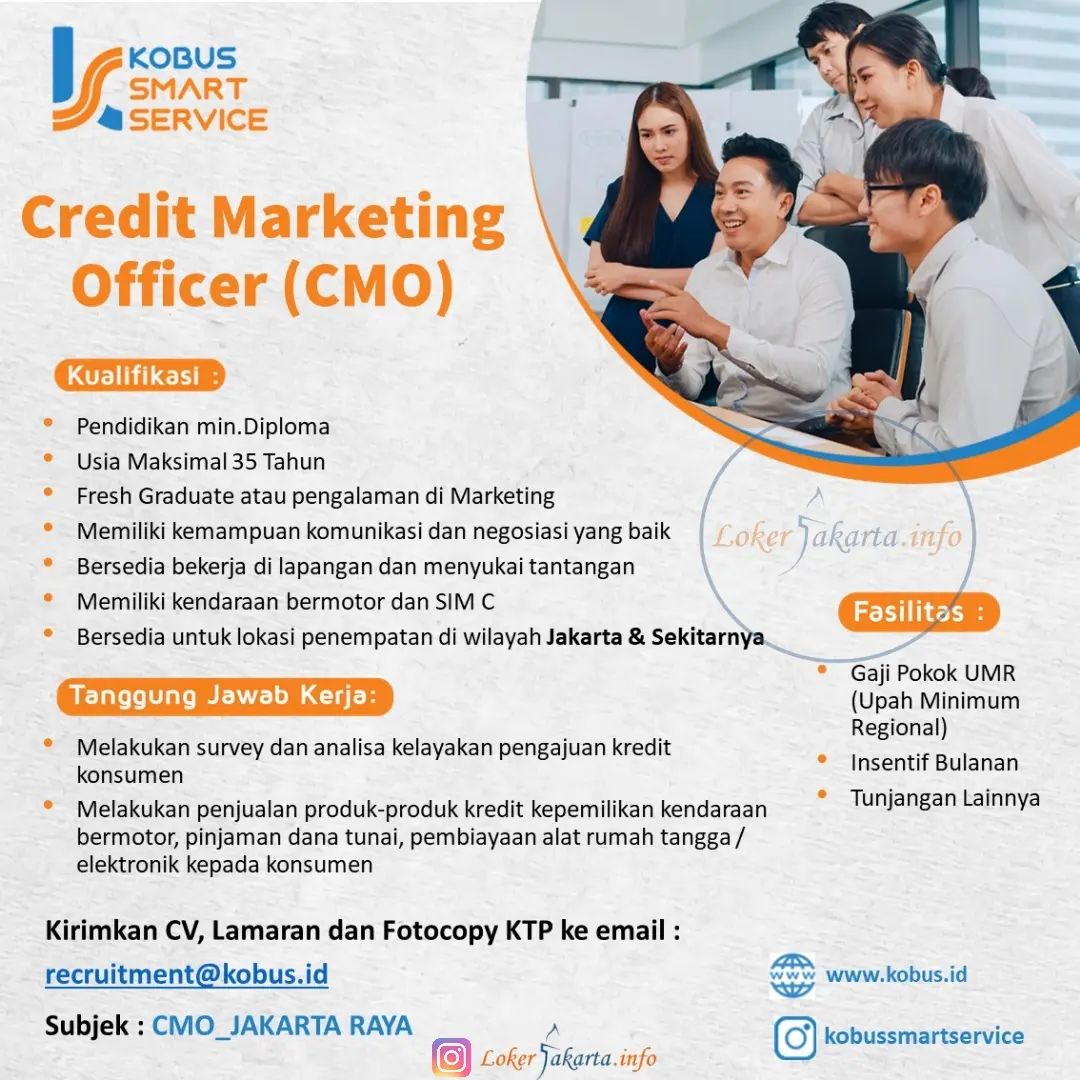 KOBUS
SMART
SERVICE
Credit Marketing
Officer (CMO)
Kualifikasi :
• Pendidikan min.Diploma
• Usia Maksimal 35 Tahun
• Fresh Graduate atau pengalaman di Marketing
• Memiliki kemampuan komunikasi dan negosiasi yang baik
• Bersedia bekerja di lapangan dan menyukai tantangan
• Memiliki kendaraan bermotor dan SIM C
• Bersedia untuk lokasi penempatan di wilayah Jakarta & Sekitarnya
Loker Jakarta.info
Tanggung Jawab Kerja:
• Melakukan survey dan analisa kelayakan pengajuan kredit
konsumen
• Melakukan penjualan produk-produk kredit kepemilikan kendaraan
bermotor, pinjaman dana tunai, pembiayaan alat rumah tangga /
elektronik kepada konsumen
Fasilitas :
• Gaji Pokok UMR
(Upah Minimum
Regional)
• Insentif Bulanan
• Tunjangan Lainnya
Kirimkan CV, Lamaran dan Fotocopy KTP ke email :
recruitment@kobus.id
Subjek : CMO_JAKARTA RAYA
www
www.kobus.id
kobussmartservice
Loker Jakarta.info